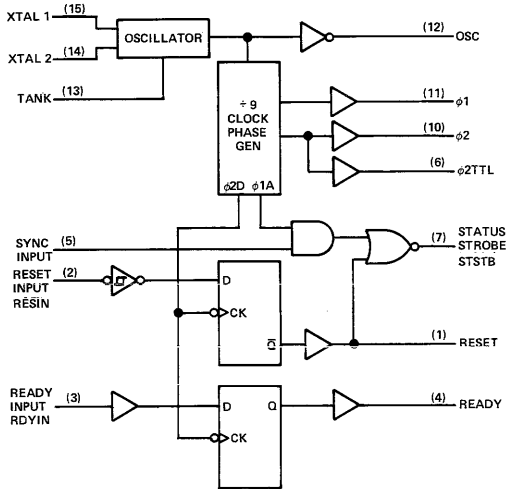 XTAL 1 (15)
OSCILLATOR
XTAL 2 (14)
(12) OSC
TANK (13)
÷ 9
CLOCK
PHASE
GEN
ϕ2D ϕ1A
(11) ϕ1
(10) ϕ2
(6) ϕ2TTL
SYNC
INPUT
(5)
(7)
STATUS
STROBE
STSTB
RESET
INPUT
RESIN
(2)
D
CK
Q
(1) RESET
READY
INPUT
RDYIN
(3)
D
Q
CK
(4) READY